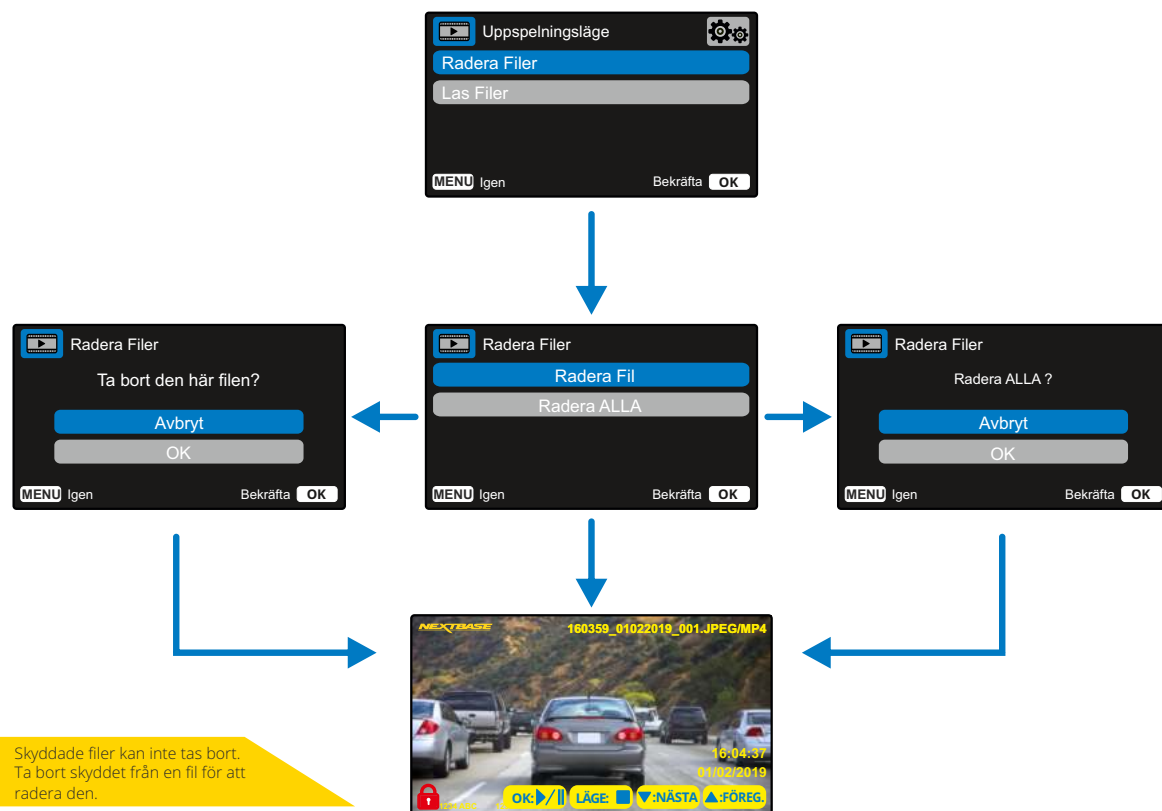 Uppspelningsläge
Radera Filer
Las Filer
MENU Igen Bekräfta OK
Radera Filer
Ta bort den här filen?
Avbryt
OK
MENU Igen Bekräfta OK
Radera Filer
Radera Fil
Radera ALLA
MENU Igen Bekräfta OK
Radera Filer
Radera ALLA ?
Avbryt
OK
MENU Igen Bekräfta OK
NEXTBASE 160359_01022019_001.JPEG/MP4
16:04:37
01/02/2019
OK: LÄGE: :NÄSTA :FÖREG.
Skyddade filer kan inte tas bort.
Ta bort skyddet från en fil för att
radera den.